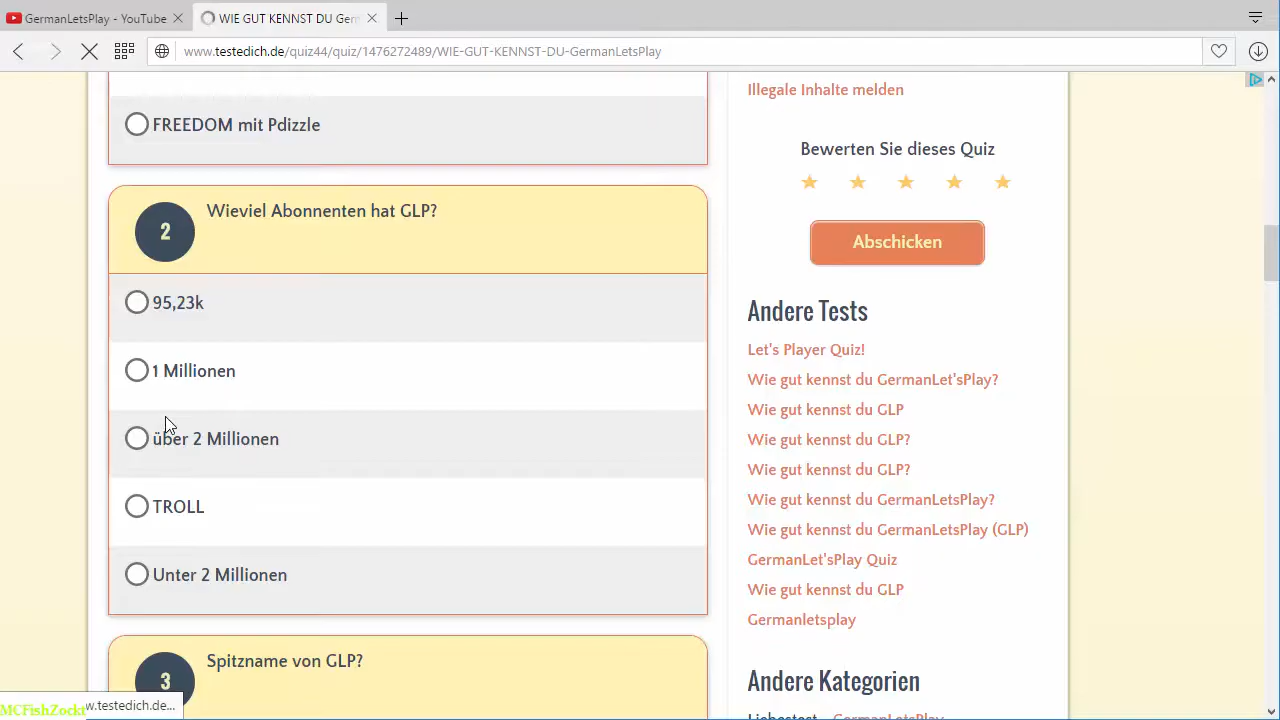 GermanLetsPlay - YouTube
WIE GUT KENNST DU Germ
www.testedich.de/quiz44/quiz/1476272489/WIE-GUT-KENNST-DU-GermanLetsPlay
FREEDOM mit Pdizzle
2
Wieviel Abonnenten hat GLP?
95,23k
1 Millionen
über 2 Millionen
TROLL
Unter 2 Millionen
3
Spitzname von GLP?
Illegale Inhalte melden
Bewerten Sie dieses Quiz
Abschicken
Andere Tests
Let's Player Quiz!
Wie gut kennst du GermanLet'sPlay?
Wie gut kennst du GLP
Wie gut kennst du GLP?
Wie gut kennst du GLP?
Wie gut kennst du GermanLetsPlay?
Wie gut kennst du GermanLetsPlay (GLP)
GermanLet'sPlay Quiz
Wie gut kennst du GLP
Germanletsplay
Andere Kategorien
Liebestest - GermanLetsPlay
MCFishZockt
w.testedich.de...